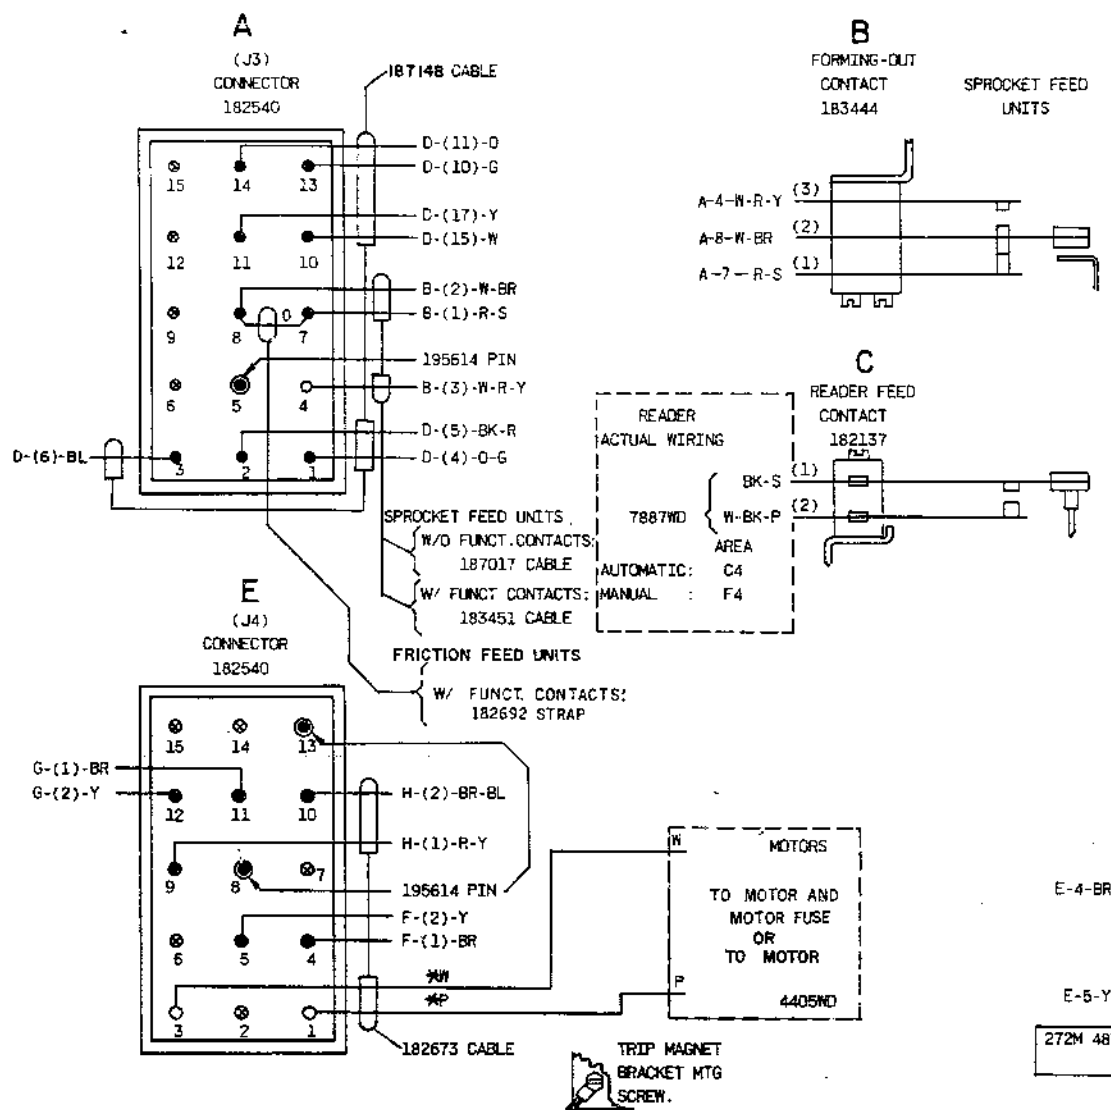 A
(J3)
CONNECTOR
182540
187148 CABLE
D-(11)-O
D-(10)-G
15
14
13
D-(17)-Y
D-(15)-W
12
11
10
B-(2)-W-BR
B-(1)-R-S
O
9
8
7
195614 PIN
B-(3)-W-R-Y
6
5
4
D-(5)-BK-R
D-(6)-BL
D-(4)-O-G
3
2
1
SPROCKET FEED UNITS
W/O FUNCT.CONTACTS:
187017 CABLE
W/ FUNCT CONTACTS:
183451 CABLE
FRICTION FEED UNITS
W/ FUNCT. CONTACTS:
182692 STRAP
B
FORMING-OUT
CONTACT
183444
SPROCKET FEED
UNITS
A-4-W-R-Y (3)
A-8-W-BR (2)
A-7-R-S (1)
C
READER FEED
CONTACT
182137
READER
ACTUAL WIRING
BK-S (1)
7887WD
W-BK-P (2)
AREA
AUTOMATIC: C4
MANUAL : F4
E
(J4)
CONNECTOR
182540
15
14
13
G-(1)-BR
G-(2)-Y
H-(2)-BR-BL
12
11
10
H-(1)-R-Y
9
8
7
195614 PIN
F-(2)-Y
F-(1)-BR
6
5
4
*W
*P
3
2
1
182673 CABLE
W
MOTORS
TO MOTOR AND
MOTOR FUSE
OR
TO MOTOR
P
4405WD
TRIP MAGNET
BRACKET MTG
SCREW.
E-4-BR
E-5-Y
272M 48